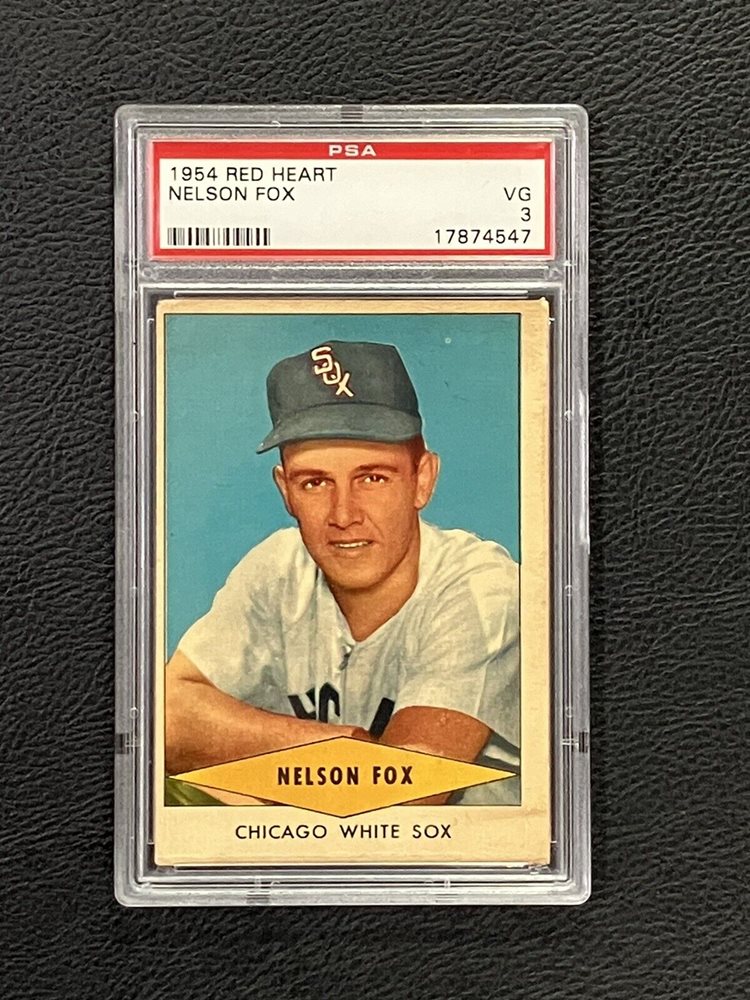 PSA
1954 RED HEART
NELSON FOX
VG
3
17874547
SOX
NELSON FOX
CHICAGO WHITE SOX